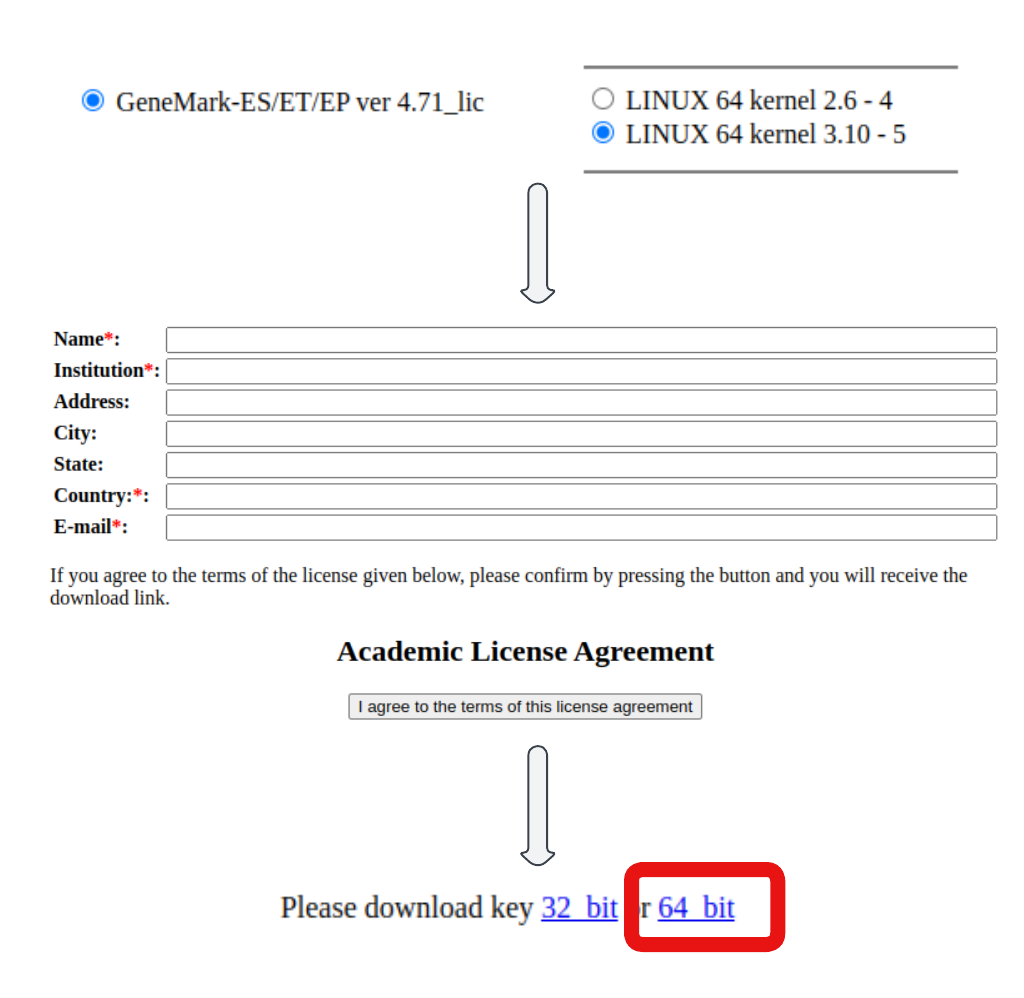 GeneMark-ES/ET/EP ver 4.71_lic
LINUX 64 kernel 2.6 - 4
LINUX 64 kernel 3.10 - 5
Name*:
Institution*:
Address:
City:
State:
Country:*:
E-mail*:
If you agree to the terms of the license given below, please confirm by pressing the button and you will receive the
download link.
Academic License Agreement
I agree to the terms of this license agreement
Please download key 32_bit or 64_bit